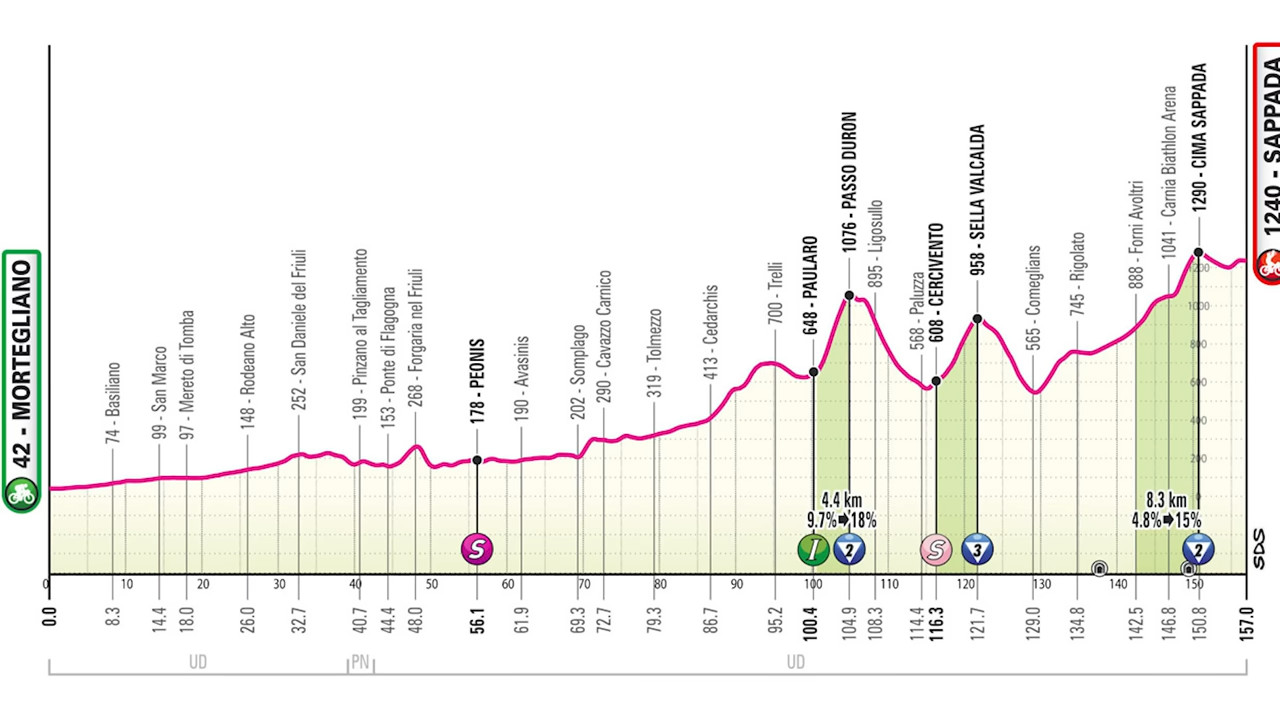 42 - MORTEGLIANO
74 - Basiliano
99 - San Marco
97 - Mereto di Tomba
148 - Rodeano Alto
252 - San Daniele del Friuli
199 - Pinzano al Tagliamento
153 - Ponte di Flagogna
268 - Forgaria nel Friuli
178 - PEONIS
190 - Avasinis
202 - Somplago
290 - Cavazzo Carnico
319 - Tolmezzo
413 - Cedarchis
700 - Trelli
648 - PAULARO
1076 - PASSO DURON
895 - Ligosullo
568 - Paluzza
608 - CERCIVENTO
958 - SELLA VALCALDA
565 - Comeglians
745 - Rigolato
888 - Forni Avoltri
1041 - Carnia Biathlon Arena
1290 - CIMA SAPPADA
1240 - SAPPADA
1200
1000
800
600
400
200
0
4.4 km
9.7% 18%
8.3 km
4.8% 15%
S
I
2
S
3
2
SDS
0 10 20 30 40 50 60 70 80 90 100 110 120 130 140 150
0.0 8.3 14.4 18.0 26.0 32.7 40.7 44.4 48.0 56.1 61.9 69.3 72.7 79.3 86.7 95.2 100.4 104.9 108.3 114.4 116.3 121.7 129.0 134.8 142.5 146.8 150.8 157.0
UD PN UD